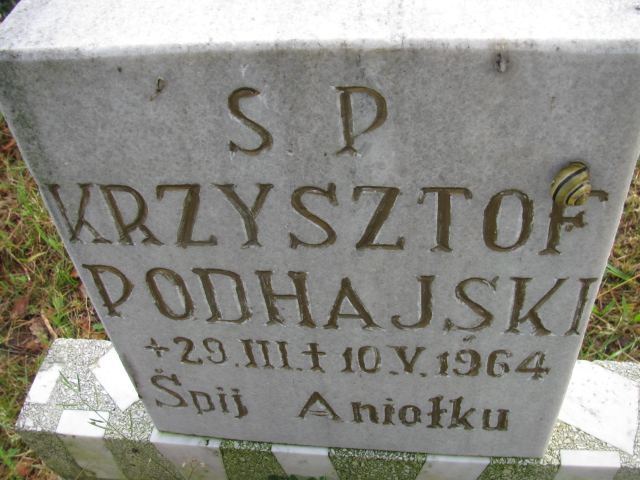 S P
KRZYSZTOF
PODHAJSKI
+29.III.†10.V.1964
Śpij Aniołku